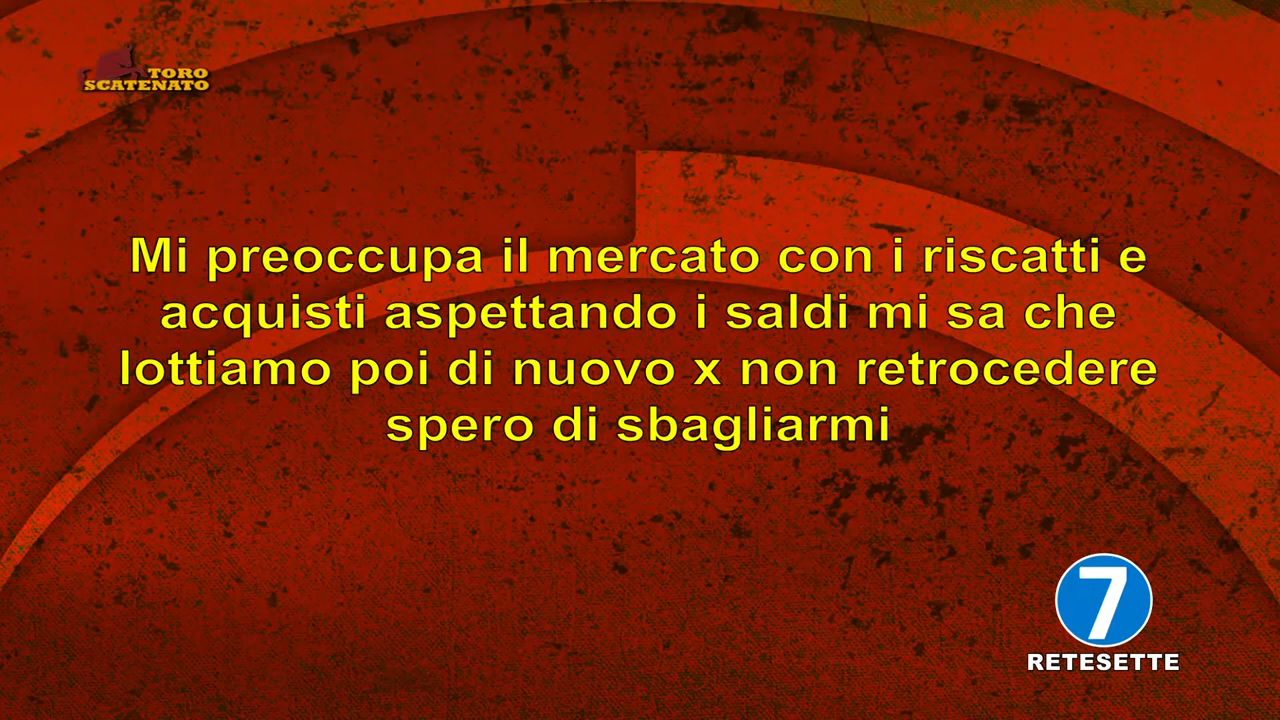 TORO
SCATENATO
Mi preoccupa il mercato con i riscatti e
acquisti aspettando i saldi mi sa che
lottiamo poi di nuovo x non retrocedere
spero di sbagliarmi
7
RETESETTE